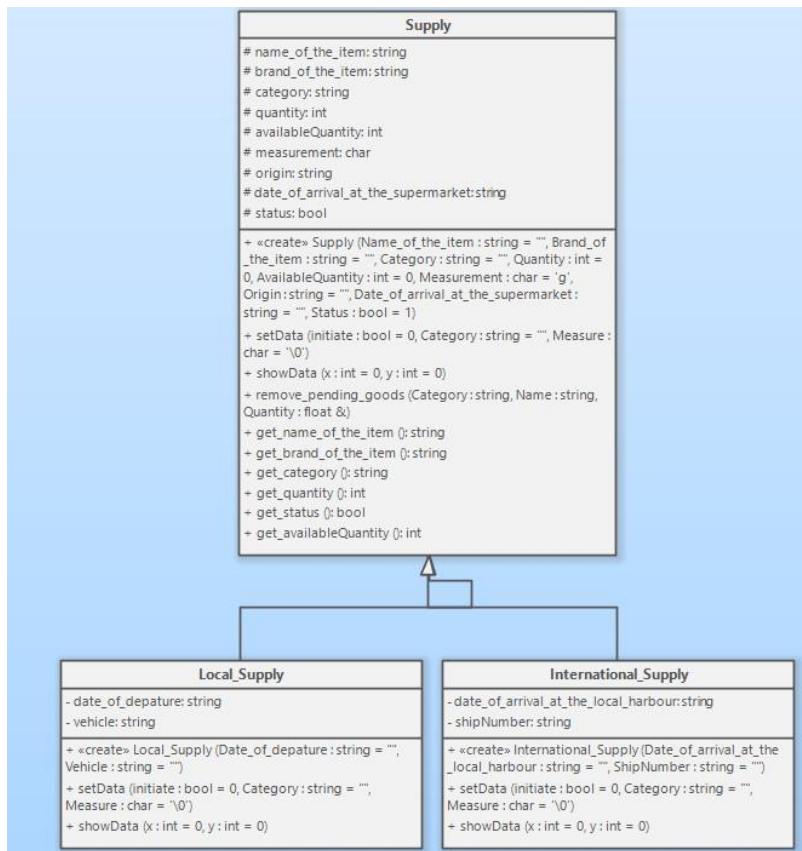 Supply
# name_of_the_item: string
# brand_of_the_item: string
# category: string
# quantity: int
# availableQuantity: int
# measurement: char
# origin: string
# date_of_arrival_at_the_supermarket: string
# status: bool
+ «create» Supply (Name_of_the_item : string = "", Brand_of
_the_item : string = "", Category : string = "", Quantity : int =
0, AvailableQuantity : int = 0, Measurement : char = 'g',
Origin : string = "", Date_of_arrival_at_the_supermarket :
string = "", Status : bool = 1)
+ setData (initiate : bool = 0, Category : string = "", Measure :
char = '\0')
+ showData (x : int = 0, y : int = 0)
+ remove_pending_goods (Category : string, Name : string,
Quantity : float &)
+ get_name_of_the_item (): string
+ get_brand_of_the_item (): string
+ get_category (): string
+ get_quantity (): int
+ get_status (): bool
+ get_availableQuantity (): int
Local_Supply
- date_of_depature: string
- vehicle: string
+ «create» Local_Supply (Date_of_depature : string = "",
Vehicle : string = "")
+ setData (initiate : bool = 0, Category : string = "",
Measure : char = '\0')
+ showData (x : int = 0, y : int = 0)
International_Supply
- date_of_arrival_at_the_local_harbour: string
- shipNumber: string
+ «create» International_Supply (Date_of_arrival_at_the
_local_harbour : string = "", ShipNumber : string = "")
+ setData (initiate : bool = 0, Category : string = "",
Measure : char = '\0')
+ showData (x : int = 0, y : int = 0)